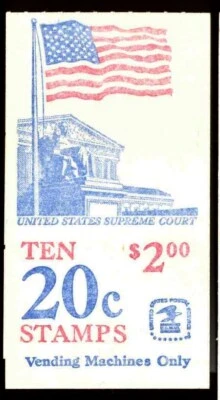 UNITED STATES SUPREME COURT
TEN $2.00
20c
STAMPS
Vending Machines Only